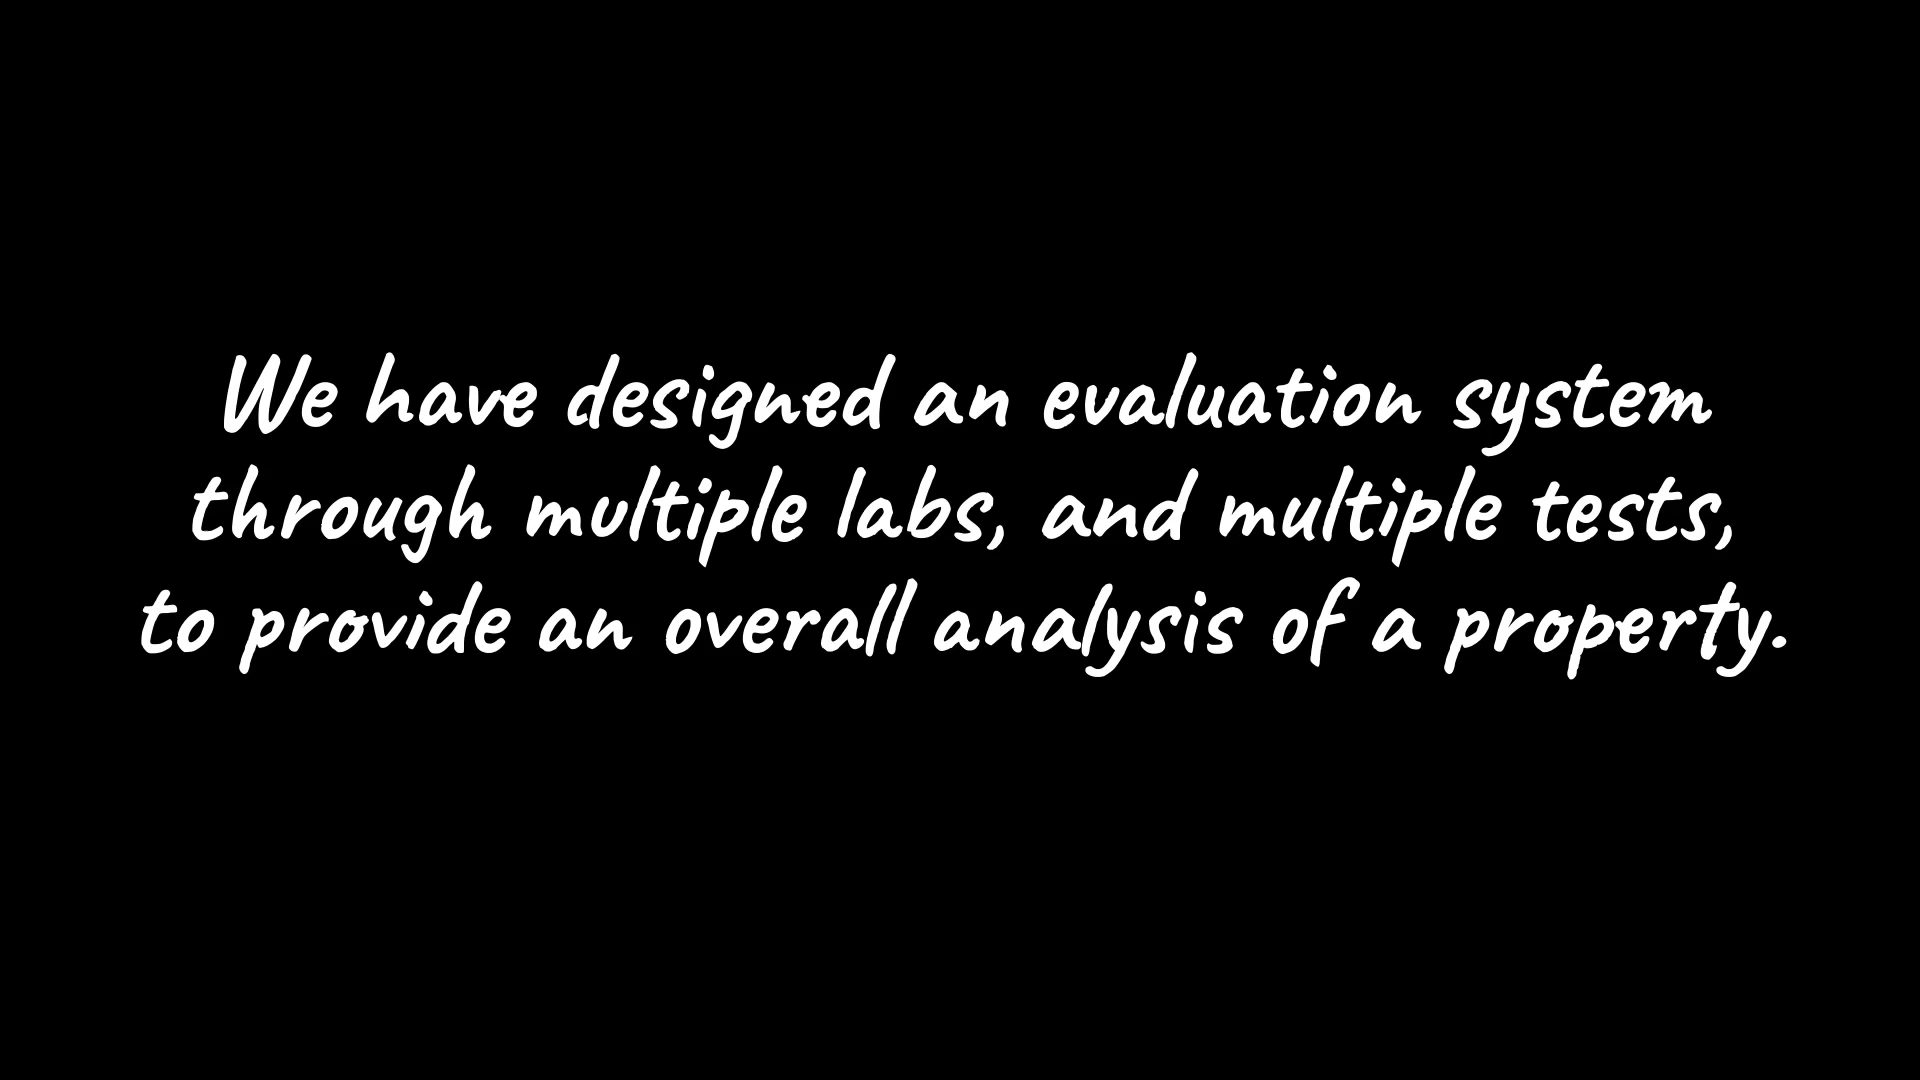 We have designed an evaluation system
through multiple labs, and multiple tests,
to provide an overall analysis of a property.